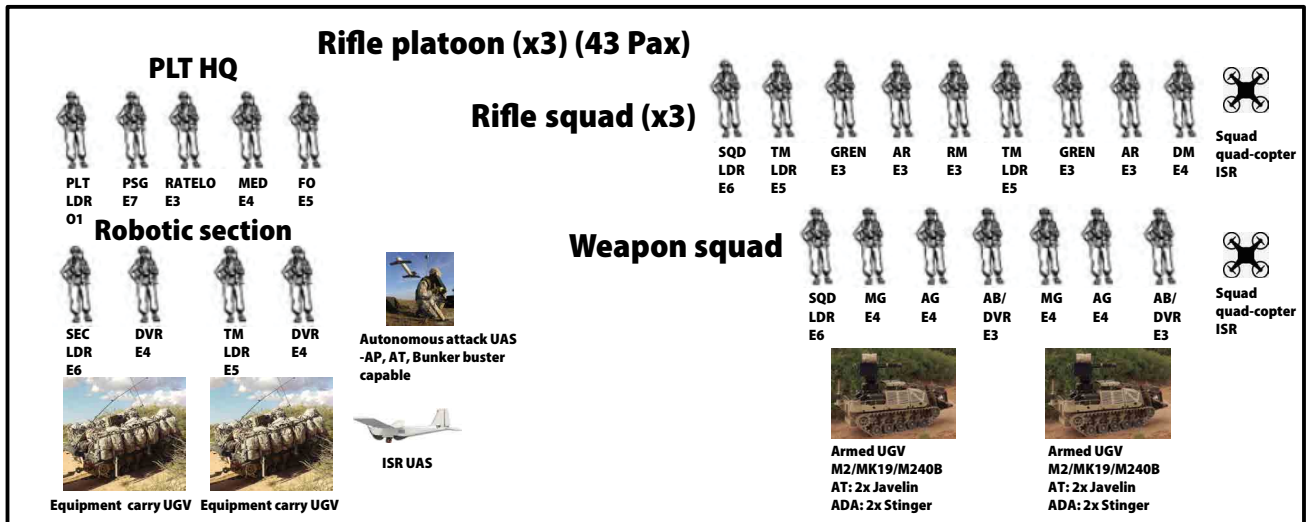 Rifle platoon (x3) (43 Pax)
PLT HQ
PLT
LDR
O1
PSG
E7
RATELO
E3
MED
E4
FO
E5
Rifle squad (x3)
SQD
LDR
E6
TM
LDR
E5
GREN
E3
AR
E3
RM
E3
TM
LDR
E5
GREN
E3
AR
E3
DM
E4
Squad
quad-copter
ISR
Robotic section
SEC
LDR
E6
DVR
E4
TM
LDR
E5
DVR
E4
Autonomous attack UAS
-AP, AT, Bunker buster
capable
ISR UAS
Equipment carry UGV
Equipment carry UGV
Weapon squad
SQD
LDR
E6
MG
E4
AG
E4
AB/
DVR
E3
MG
E4
AG
E4
AB/
DVR
E3
Squad
quad-copter
ISR
Armed UGV
M2/MK19/M240B
AT: 2x Javelin
ADA: 2x Stinger
Armed UGV
M2/MK19/M240B
AT: 2x Javelin
ADA: 2x Stinger